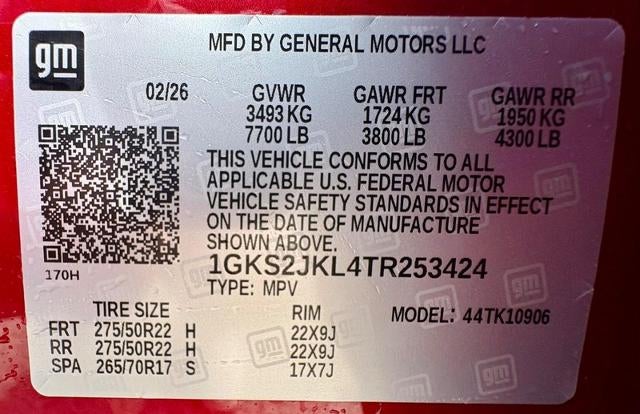 gm
MFD BY GENERAL MOTORS LLC
02/26 GVWR GAWR FRT GAWR RR
3493 KG 1724 KG 1950 KG
7700 LB 3800 LB 4300 LB
THIS VEHICLE CONFORMS TO ALL
APPLICABLE U.S. FEDERAL MOTOR
VEHICLE SAFETY STANDARDS IN EFFECT
ON THE DATE OF MANUFACTURE
SHOWN ABOVE.
170H
1GKS2JKL4TR253424
TYPE: MPV
TIRE SIZE RIM MODEL: 44TK10906
FRT 275/50R22 H 22X9J
RR 275/50R22 H 22X9J
SPA 265/70R17 S 17X7J